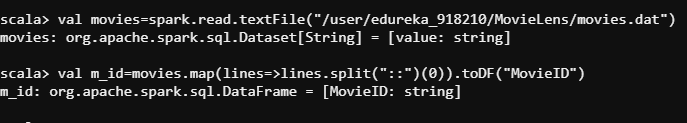 scala> val movies=spark.read.textFile("/user/edureka_918210/MovieLens/movies.dat")
movies: org.apache.spark.sql.Dataset[String] = [value: string]
scala> val m_id=movies.map(lines=>lines.split("::")(0)).toDF("MovieID")
m_id: org.apache.spark.sql.DataFrame = [MovieID: string]